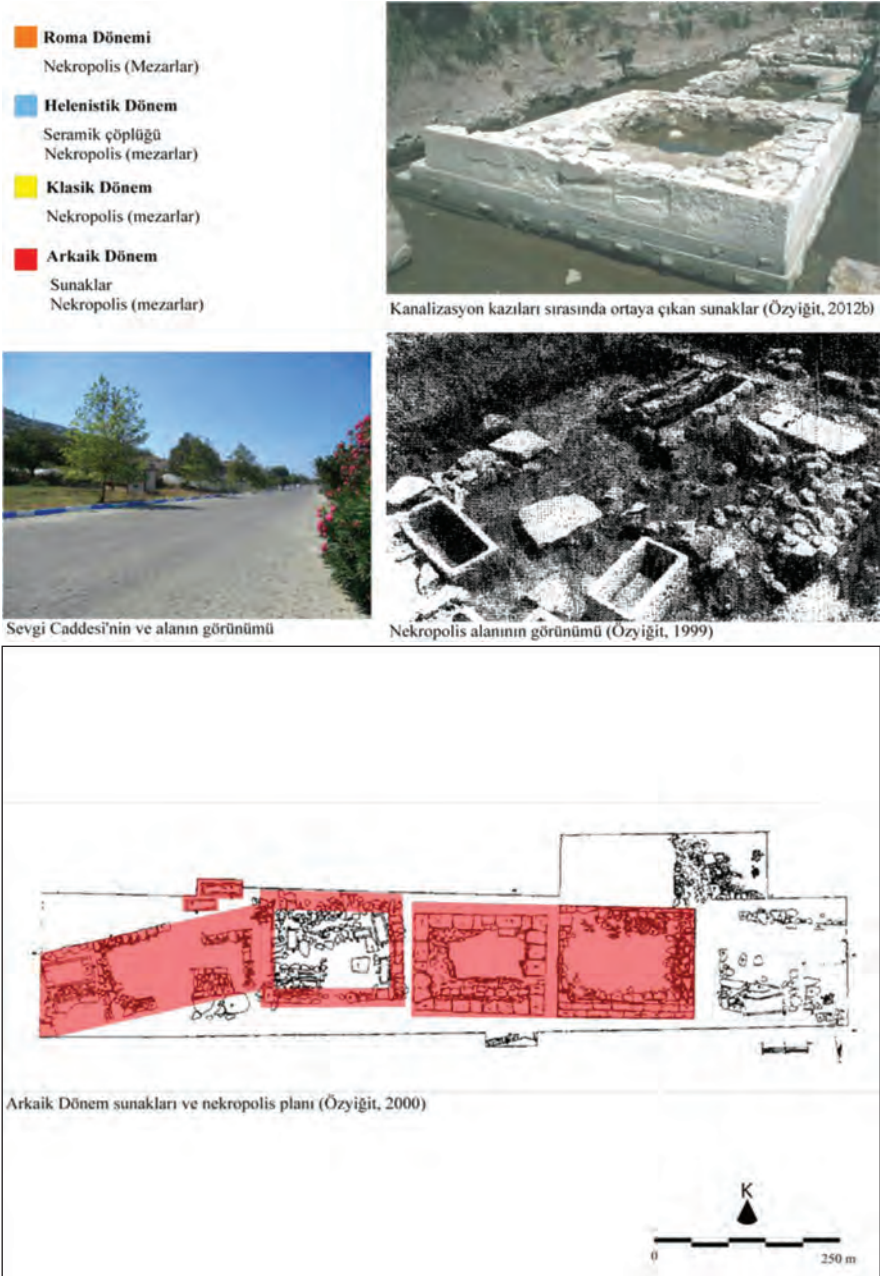 Roma Dönemi
Nekropolis (Mezarlar)
Helenistik Dönem
Seramik çöplüğü
Nekropolis (mezarlar)
Klasik Dönem
Nekropolis (mezarlar)
Arkaik Dönem
Sunaklar
Nekropolis (mezarlar)
Kanalizasyon kazıları sırasında ortaya çıkan sunaklar (Özyiğit, 2012b)
Sevgi Caddesi'nin ve alanın görünümü
Nekropolis alanının görünümü (Özyiğit, 1999)
Arkaik Dönem sunakları ve nekropolis planı (Özyiğit, 2000)
K
0 250 m